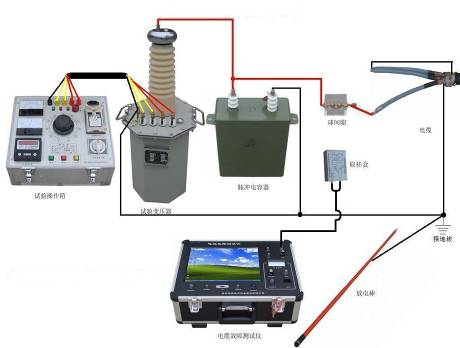 球间隙
电缆
取样盒
试验操作箱
试验变压器
脉冲电容器
接地极
放电棒
电缆故障测试仪